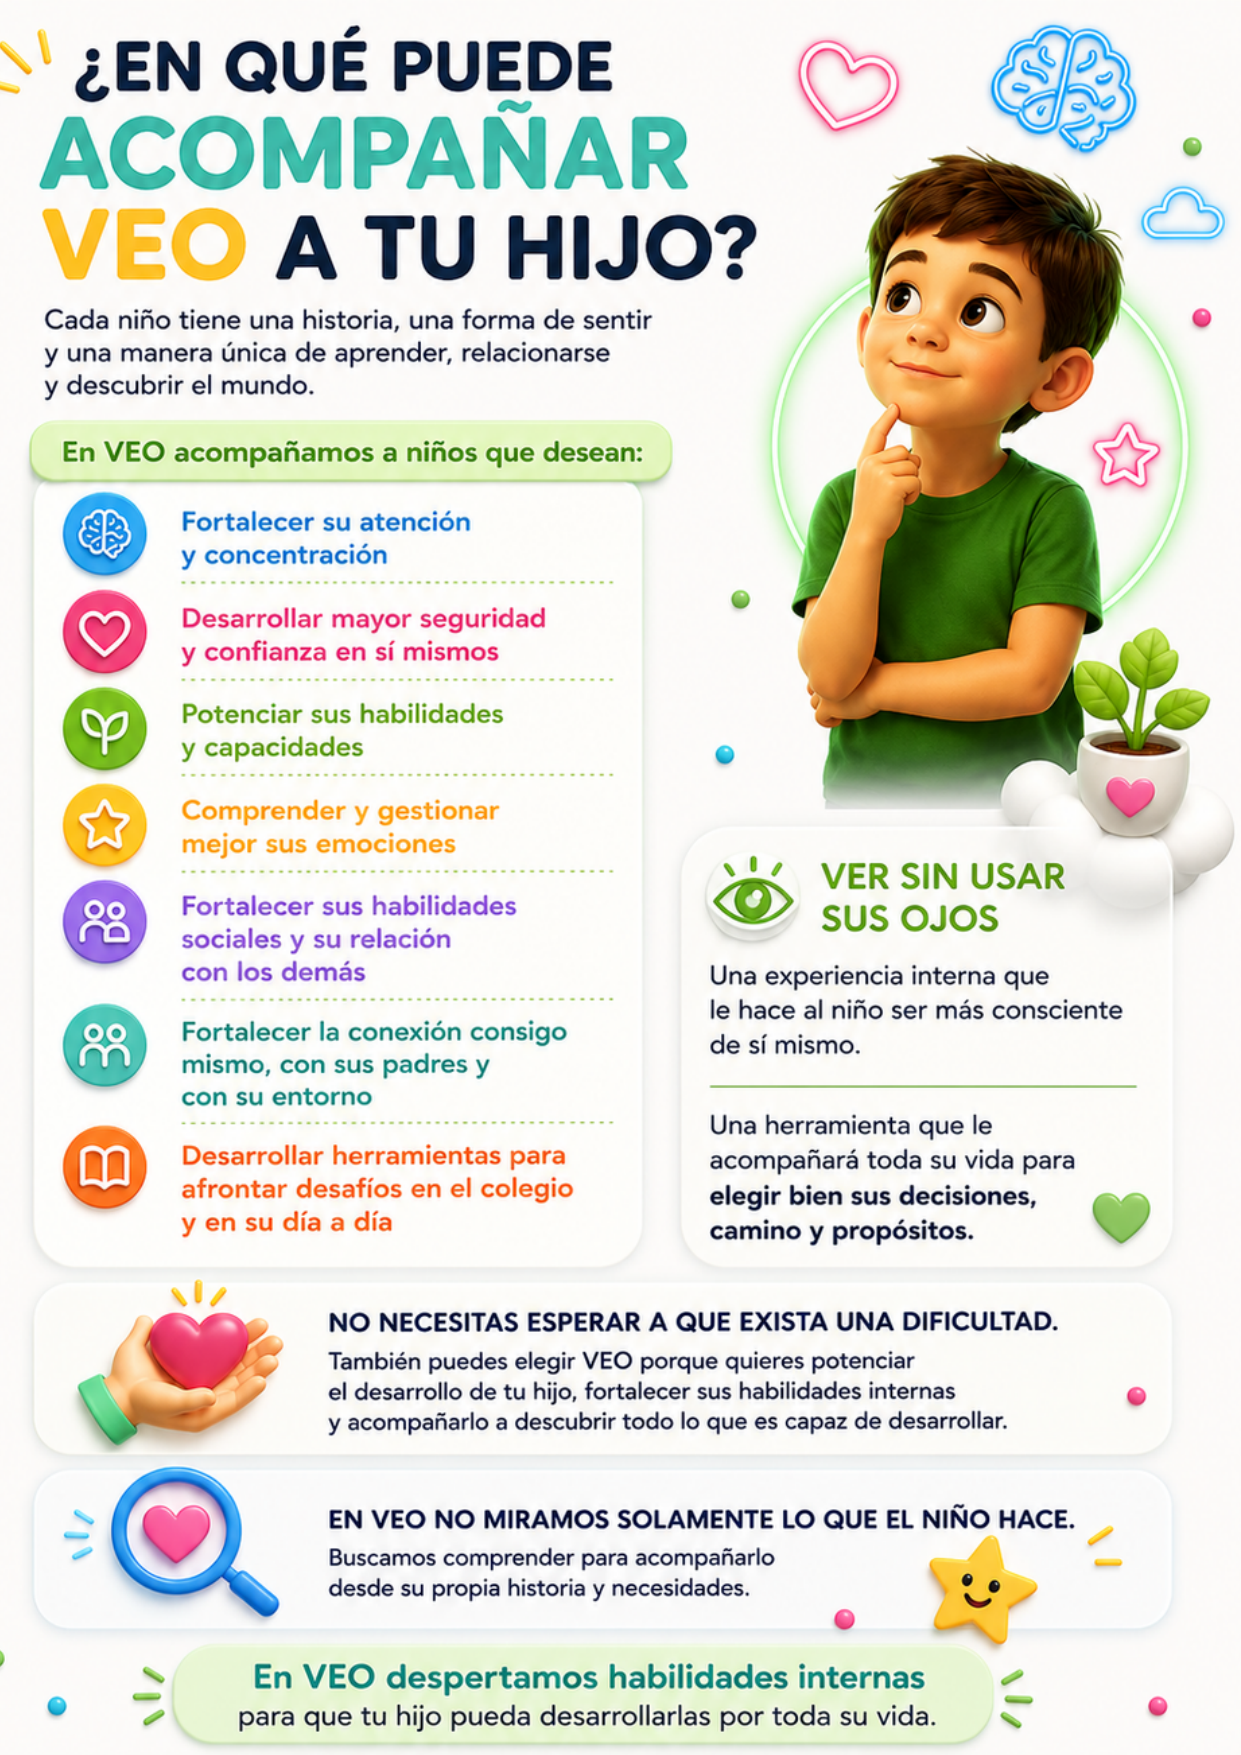 ¿EN QUÉ PUEDE
ACOMPAÑAR
VEO A TU HIJO?
Cada niño tiene una historia, una forma de sentir
y una manera única de aprender, relacionarse
y descubrir el mundo.
En VEO acompañamos a niños que desean:
Fortalecer su atención
y concentración
Desarrollar mayor seguridad
y confianza en sí mismos
Potenciar sus habilidades
y capacidades
Comprender y gestionar
mejor sus emociones
Fortalecer sus habilidades
sociales y su relación
con los demás
Fortalecer la conexión consigo
mismo, con sus padres y
con su entorno
Desarrollar herramientas para
afrontar desafíos en el colegio
y en su día a día
VER SIN USAR
SUS OJOS
Una experiencia interna que
le hace al niño ser más consciente
de sí mismo.
Una herramienta que le
acompañará toda su vida para
elegir bien sus decisiones,
camino y propósitos.
NO NECESITAS ESPERAR A QUE EXISTA UNA DIFICULTAD.
También puedes elegir VEO porque quieres potenciar
el desarrollo de tu hijo, fortalecer sus habilidades internas
y acompañarlo a descubrir todo lo que es capaz de desarrollar.
EN VEO NO MIRAMOS SOLAMENTE LO QUE EL NIÑO HACE.
Buscamos comprender para acompañarlo
desde su propia historia y necesidades.
En VEO despertamos habilidades internas
para que tu hijo pueda desarrollarlas por toda su vida.